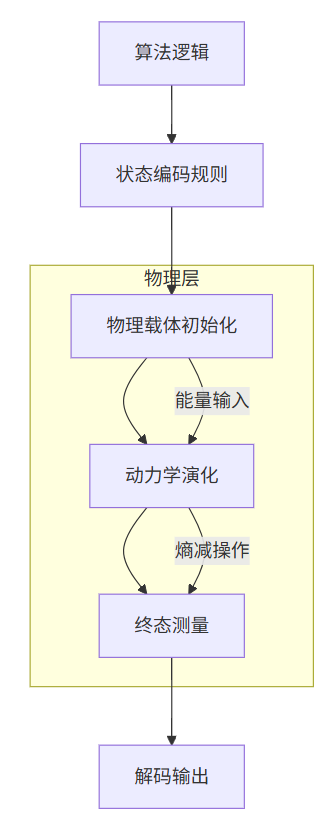 算法逻辑
状态编码规则
物理层
物理载体初始化
能量输入
动力学演化
熵减操作
终态测量
解码输出